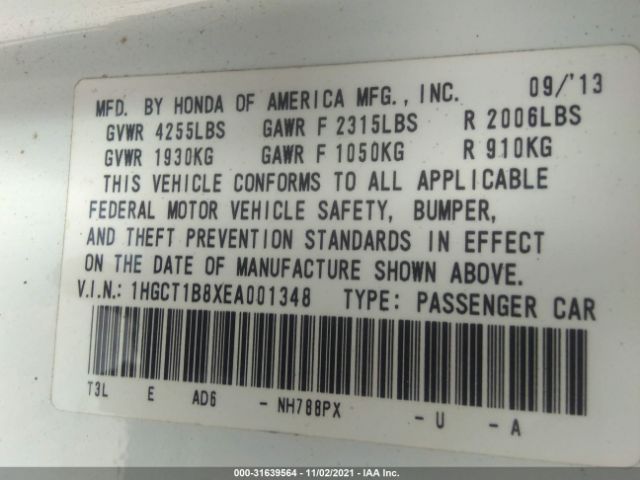 09/'13
MFD. BY HONDA OF AMERICA MFG., INC.
GVWR 4255LBS GAWR F 2315LBS R 2006LBS
GVWR 1930KG GAWR F 1050KG R 910KG
THIS VEHICLE CONFORMS TO ALL APPLICABLE
FEDERAL MOTOR VEHICLE SAFETY, BUMPER,
AND THEFT PREVENTION STANDARDS IN EFFECT
ON THE DATE OF MANUFACTURE SHOWN ABOVE.
V.I.N.: 1HGCT1B8XEA001348 TYPE: PASSENGER CAR
T3L E AD6 - NH788PX - U - A
000-31639564 - 11/02/2021 - IAA Inc.